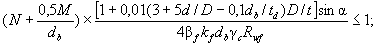 (N + 0,5M / d_b) × [1 + 0,01(3 + 5d / D − 0,1d_b / t_d)D / t] sin α / 4β_f k_f d_b γ_c R_wf ≤ 1;